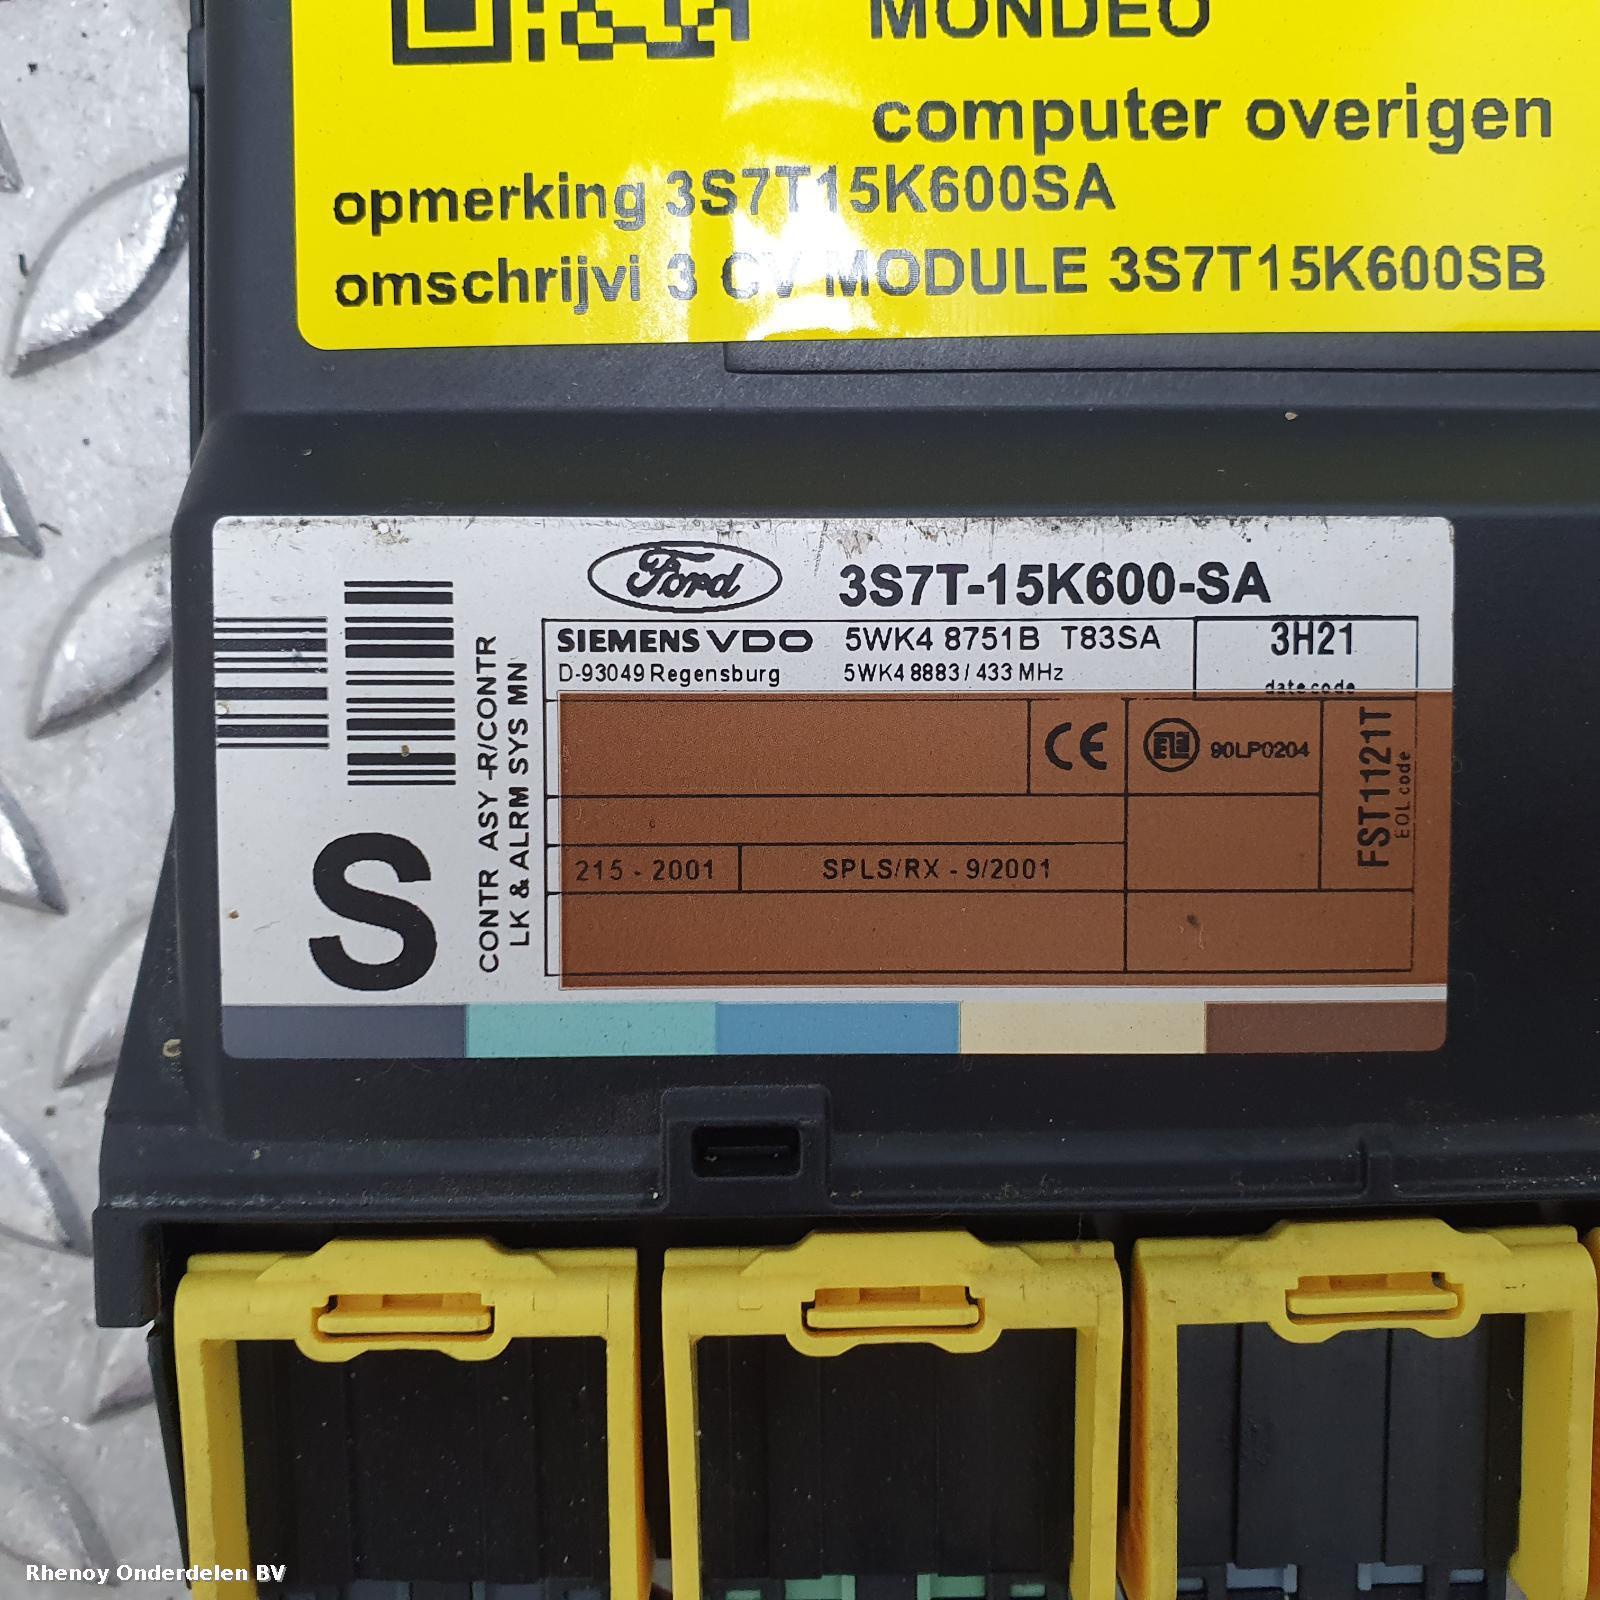 MONDEO
computer overigen
opmerking 3S7T15K600SA
omschrijvi 3 CV MODULE 3S7T15K600SB
Ford 3S7T-15K600-SA
SIEMENS VDO 5WK4 8751B T83SA 3H21
D-93049 Regensburg 5WK4 8883 / 433 MHz date code
CE 90LP0204
FST1121T
EOL code
215 - 2001 SPLS/RX - 9/2001
S
CONTR ASY -R/CONTR
LK & ALRM SYS MN
Rhenoy Onderdelen BV